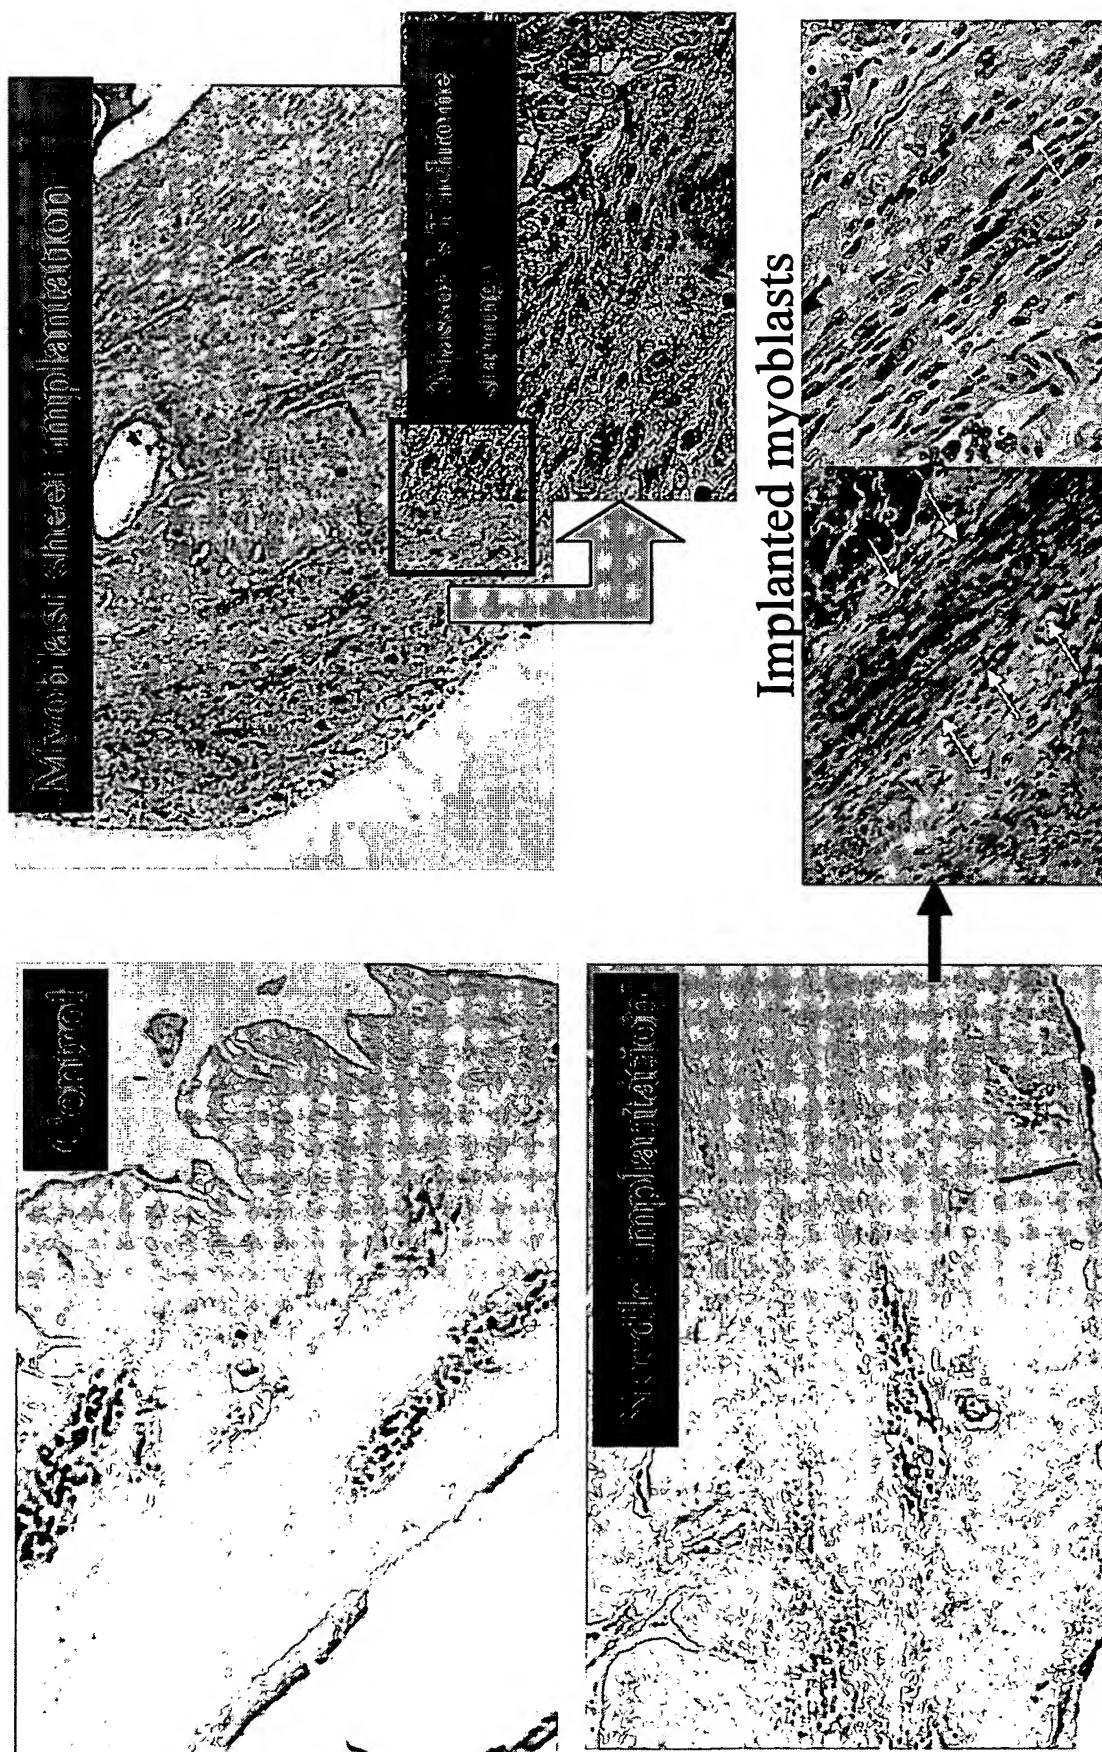 Control
Myoblast sheet implantation
Masson's trichrome
staining
Needle implantation
Implanted myoblasts